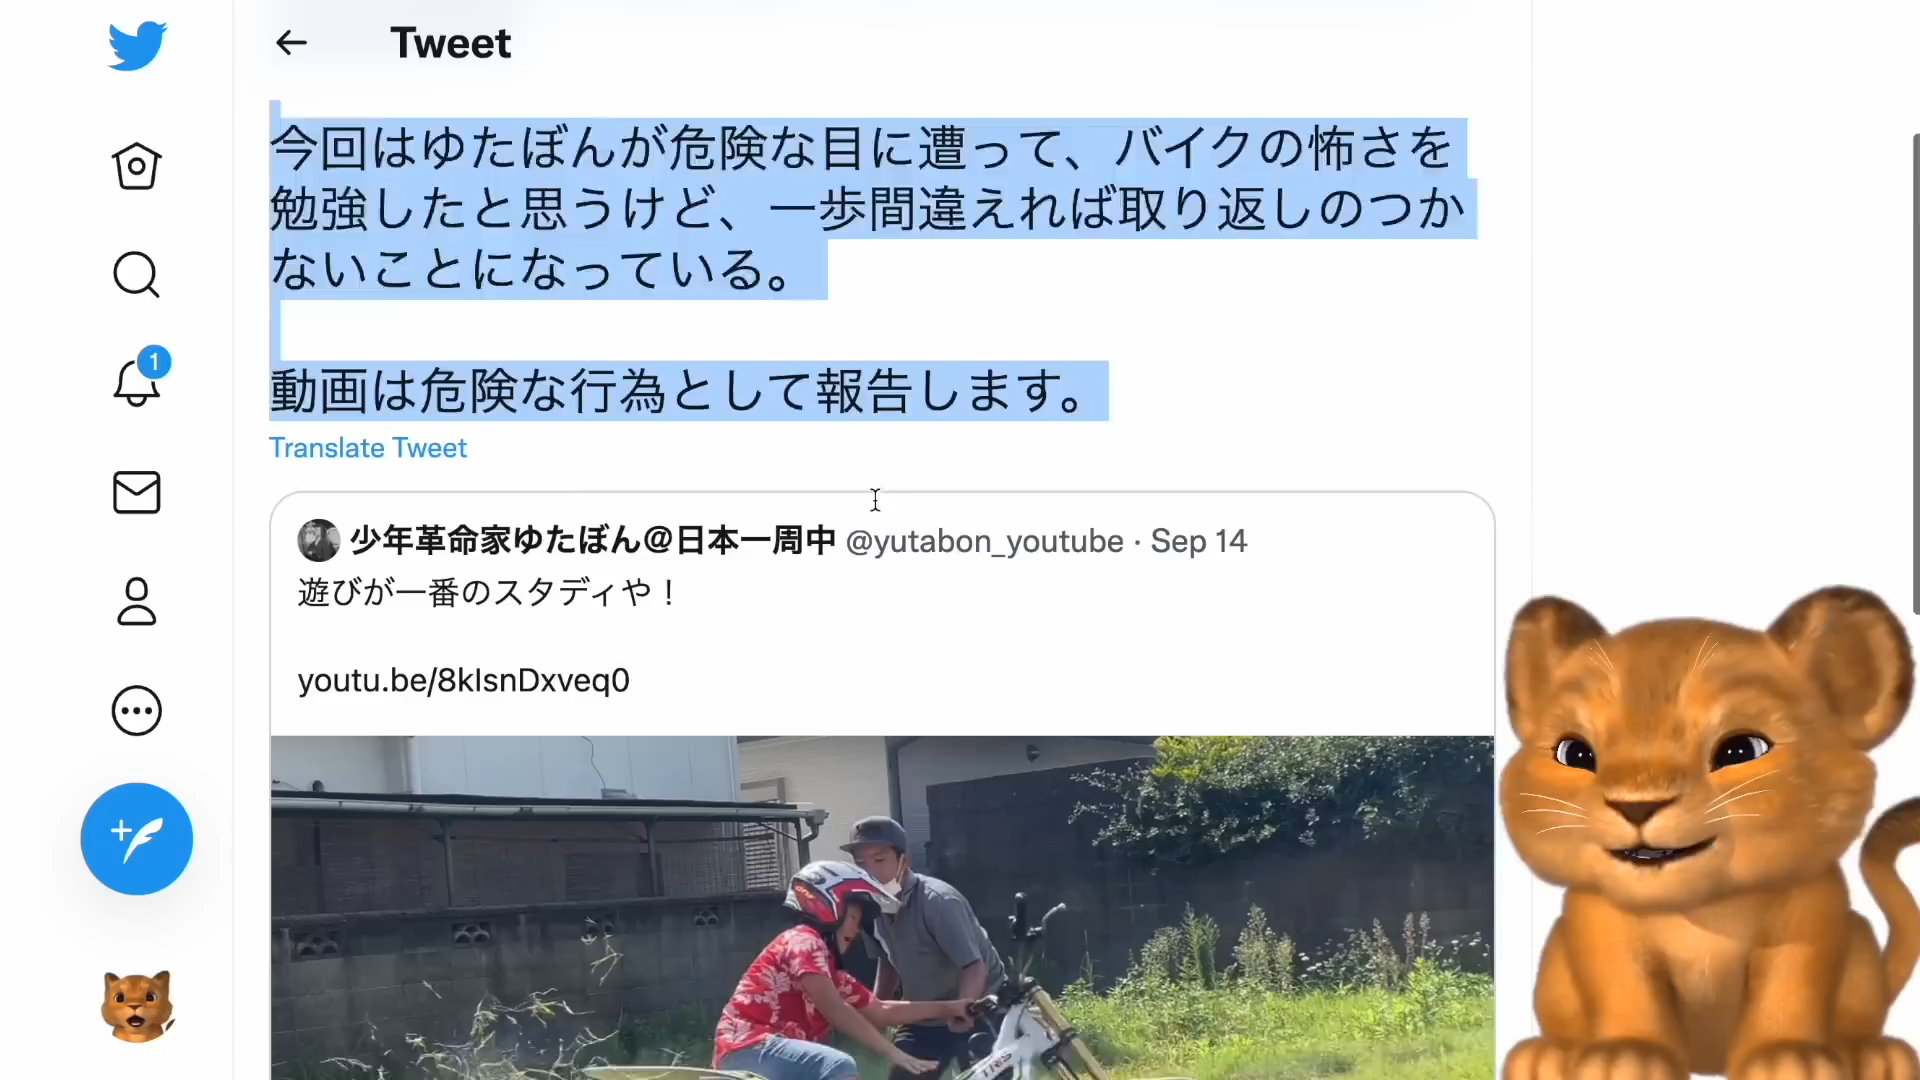 Tweet
今回はゆたぼんが危険な目に遭って、バイクの怖さを
勉強したと思うけど、一歩間違えれば取り返しのつか
ないことになっている。
動画は危険な行為として報告します。
Translate Tweet
1
少年革命家ゆたぼん@日本一周中 @yutabon_youtube · Sep 14
遊びが一番のスタディや！
youtu.be/8kIsnDxveq0